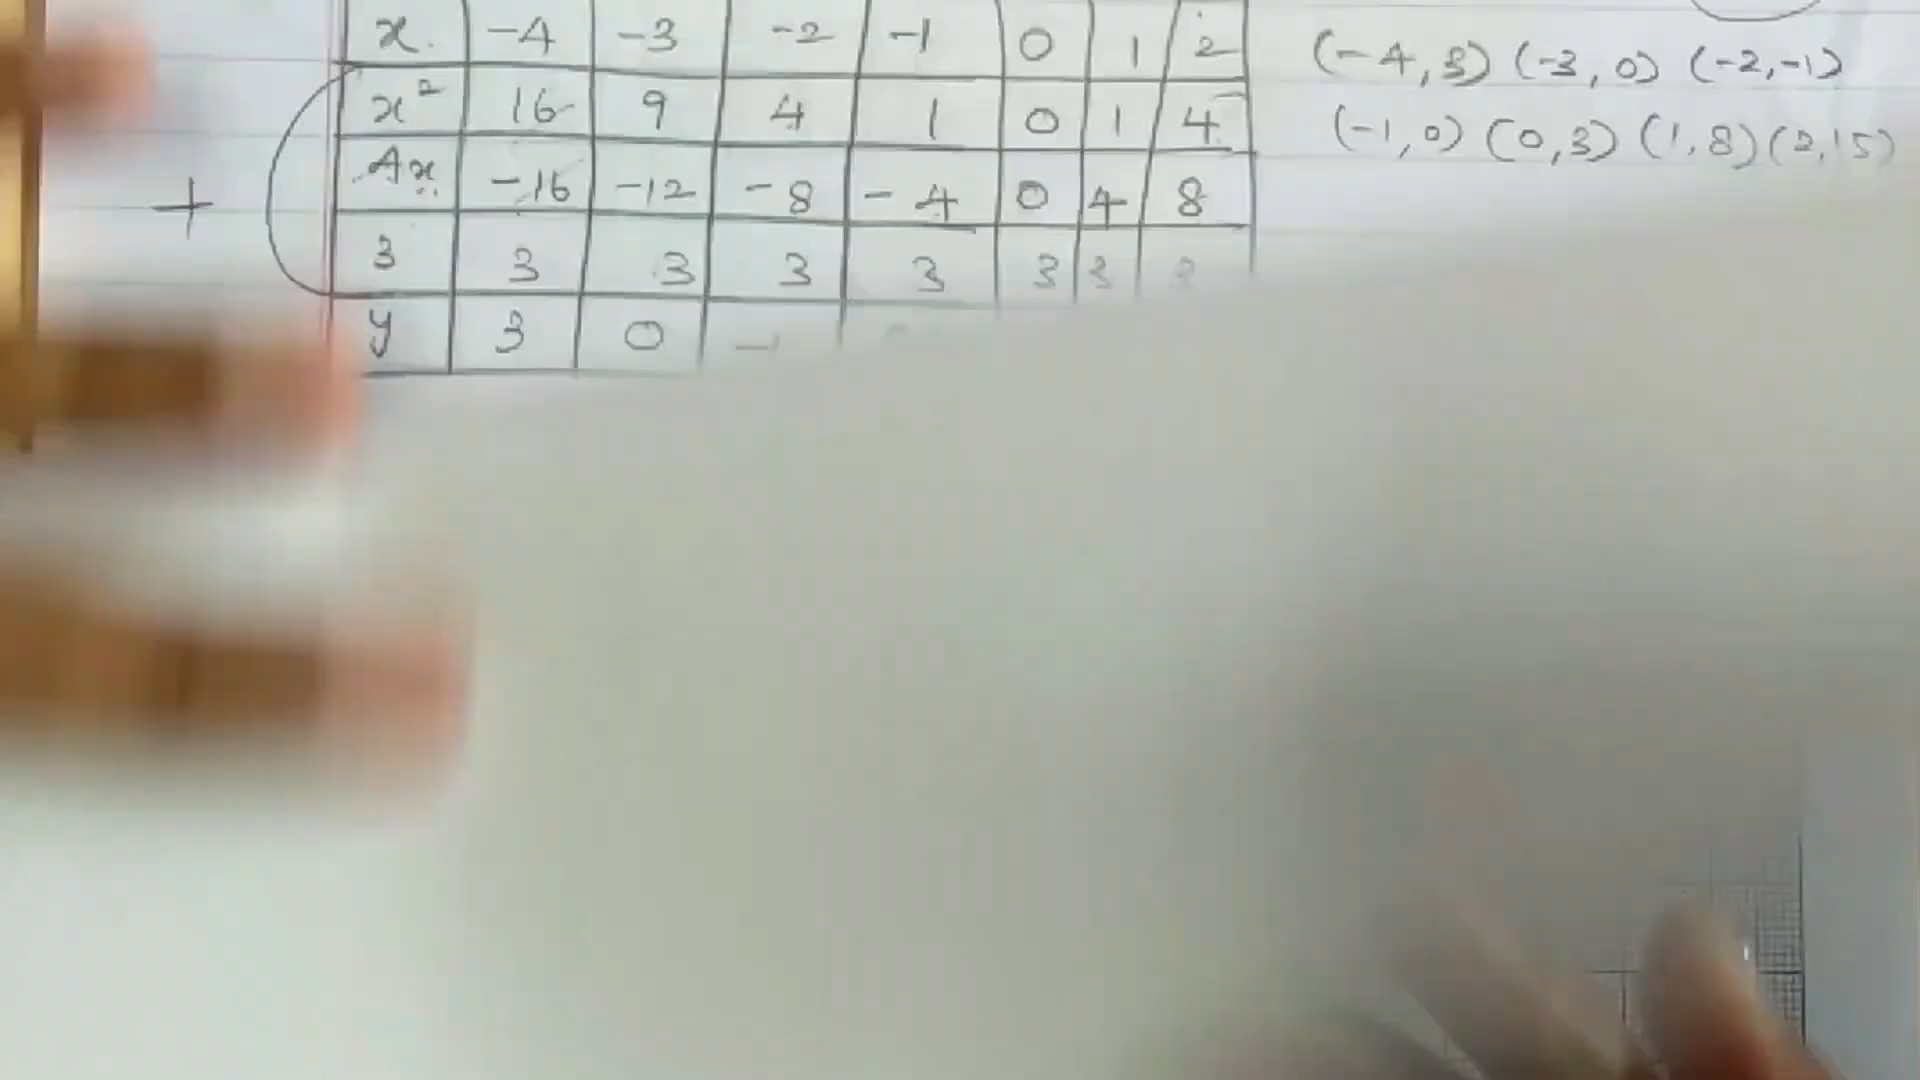 x -4 -3 -2 -1 0 1 2
x² 16 9 4 1 0 1 4
4x -16 -12 -8 -4 0 4 8
+
3 3 3 3 3 3 3 3
y 3 0 -1
(-4,3) (-3,0) (-2,-1)
(-1,0) (0,3) (1,8) (2,15)